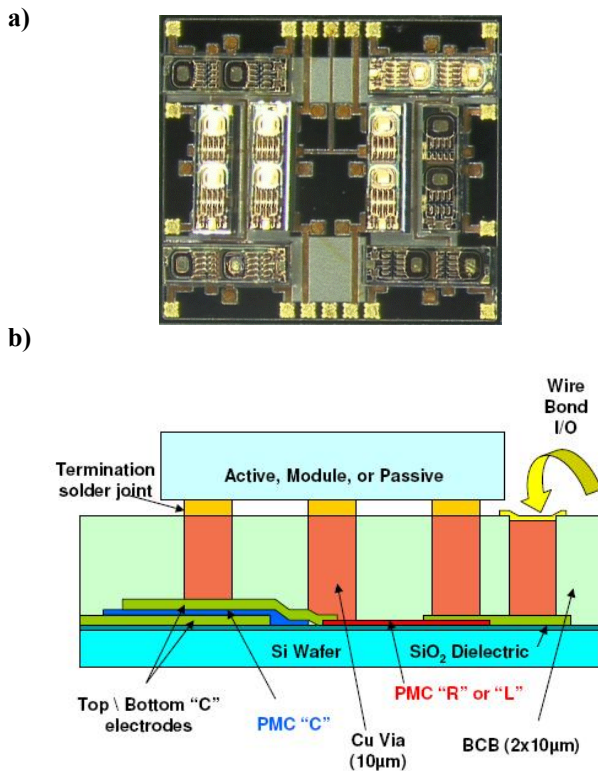 a)
b)
Wire
Bond
I/O
Termination
solder joint
Active, Module, or Passive
Si Wafer
SiO₂ Dielectric
Top \ Bottom “C”
electrodes
PMC “C”
Cu Via
(10µm)
PMC “R” or “L”
BCB (2x10µm)